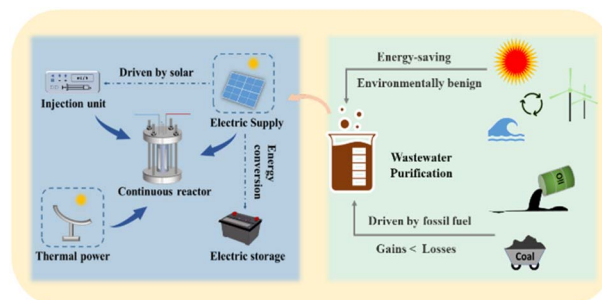 Driven by solar
Injection unit
Electric Supply
Energy
conversion
Continuous reactor
Thermal power
Electric storage
Energy-saving
Environmentally benign
Wastewater
Purification
Oil
Driven by fossil fuel
Gains < Losses
Coal